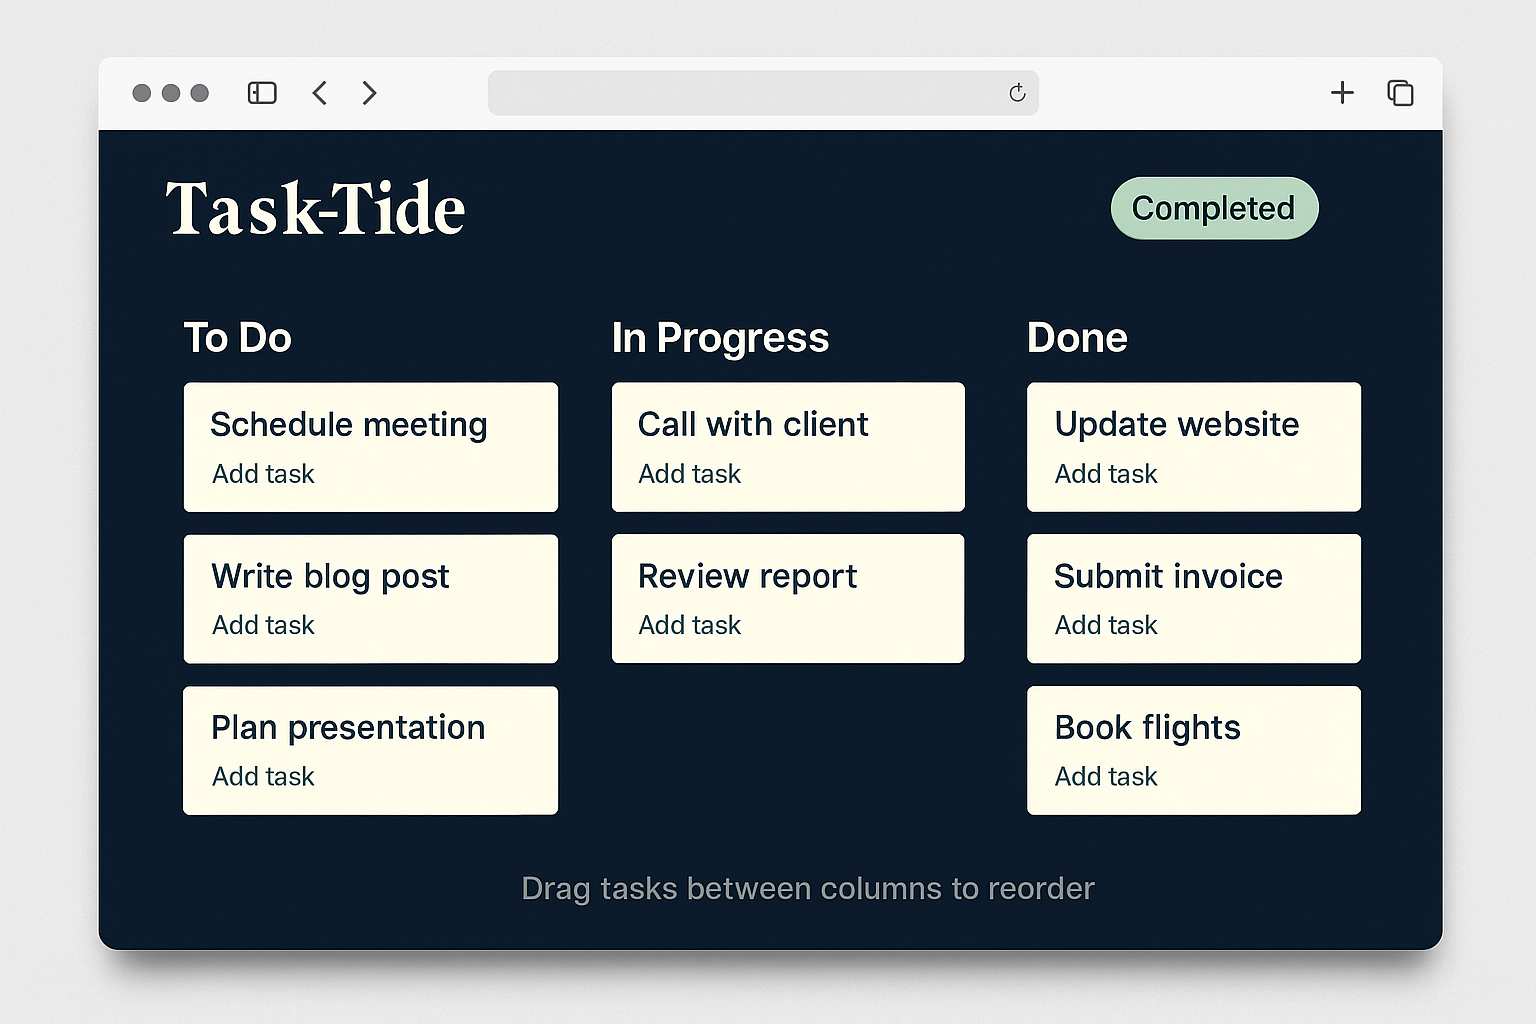 Task-Tide
Completed
To Do
Schedule meeting
Add task
Write blog post
Add task
Plan presentation
Add task
In Progress
Call with client
Add task
Review report
Add task
Done
Update website
Add task
Submit invoice
Add task
Book flights
Add task
Drag tasks between columns to reorder